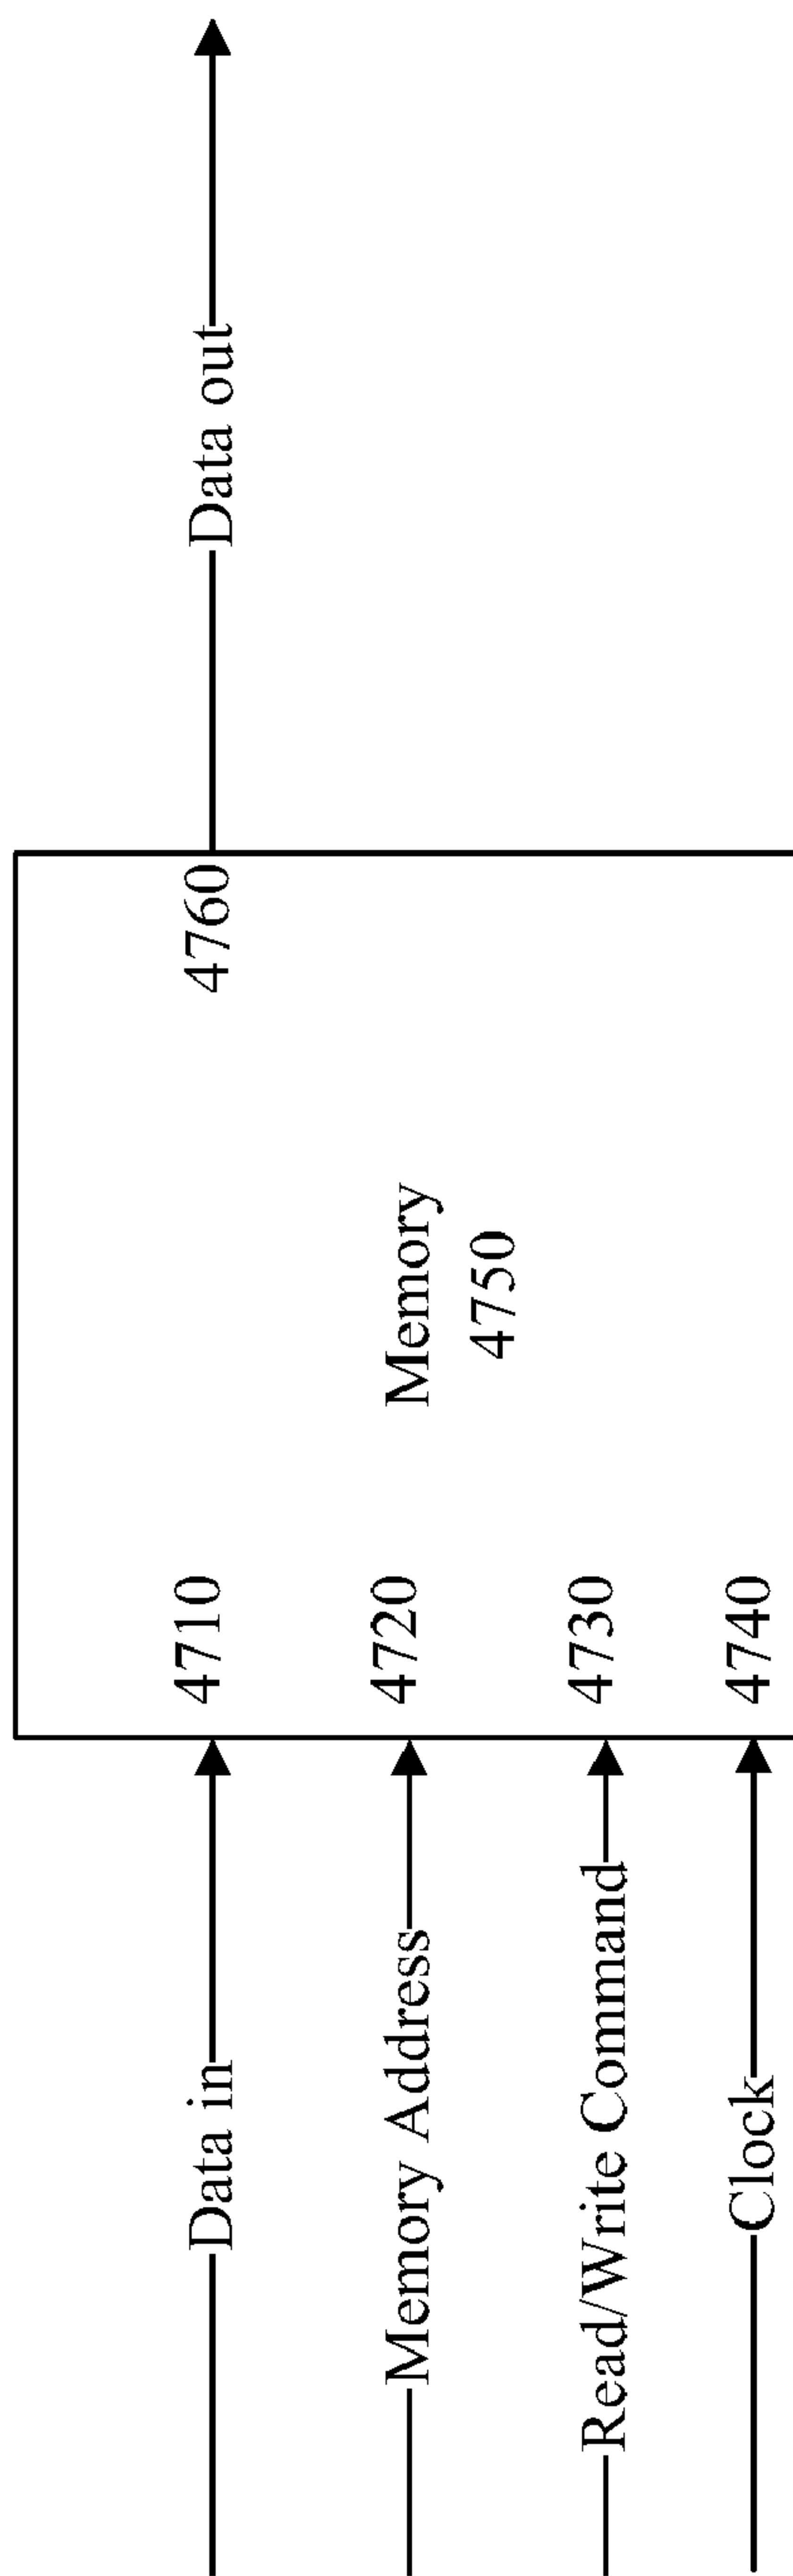 Data in
4710
4760
Data out
Memory Address
4720
Memory
4750
Read/Write Command
4730
Clock
4740